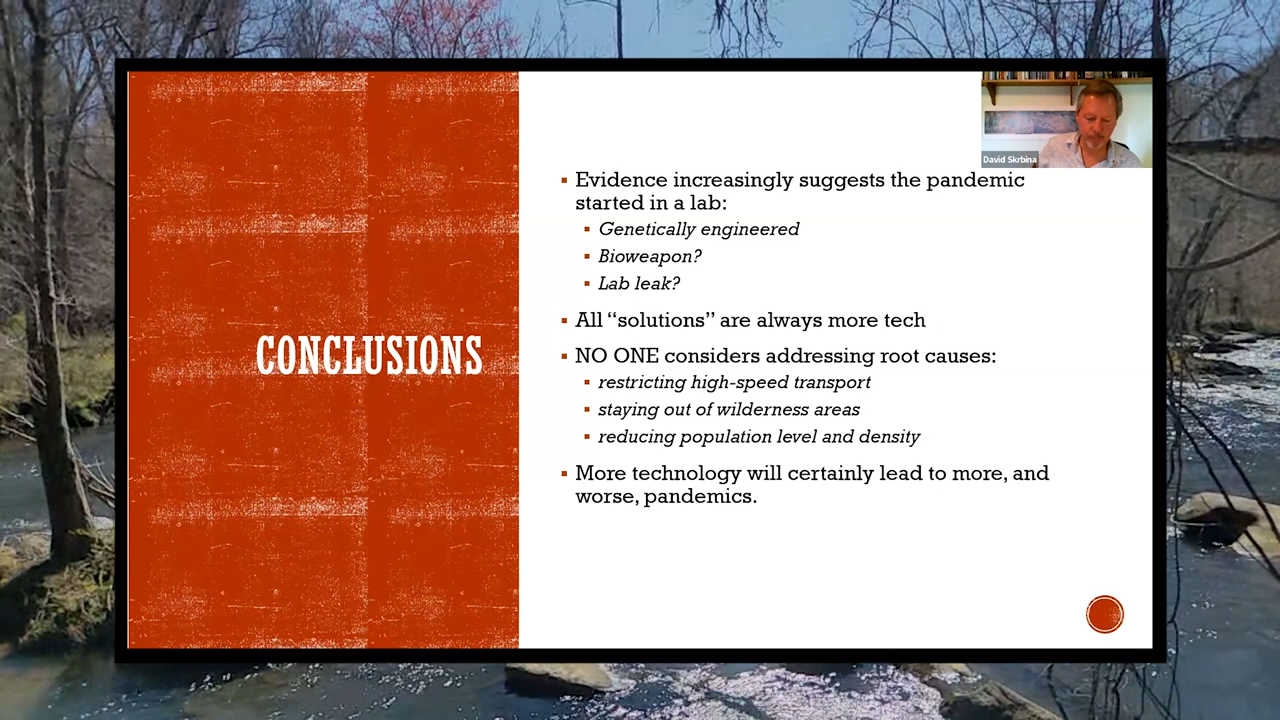 David Skrbina
Evidence increasingly suggests the pandemic
started in a lab:
Genetically engineered
Bioweapon?
Lab leak?
All “solutions” are always more tech
CONCLUSIONS
NO ONE considers addressing root causes:
restricting high-speed transport
staying out of wilderness areas
reducing population level and density
More technology will certainly lead to more, and
worse, pandemics.